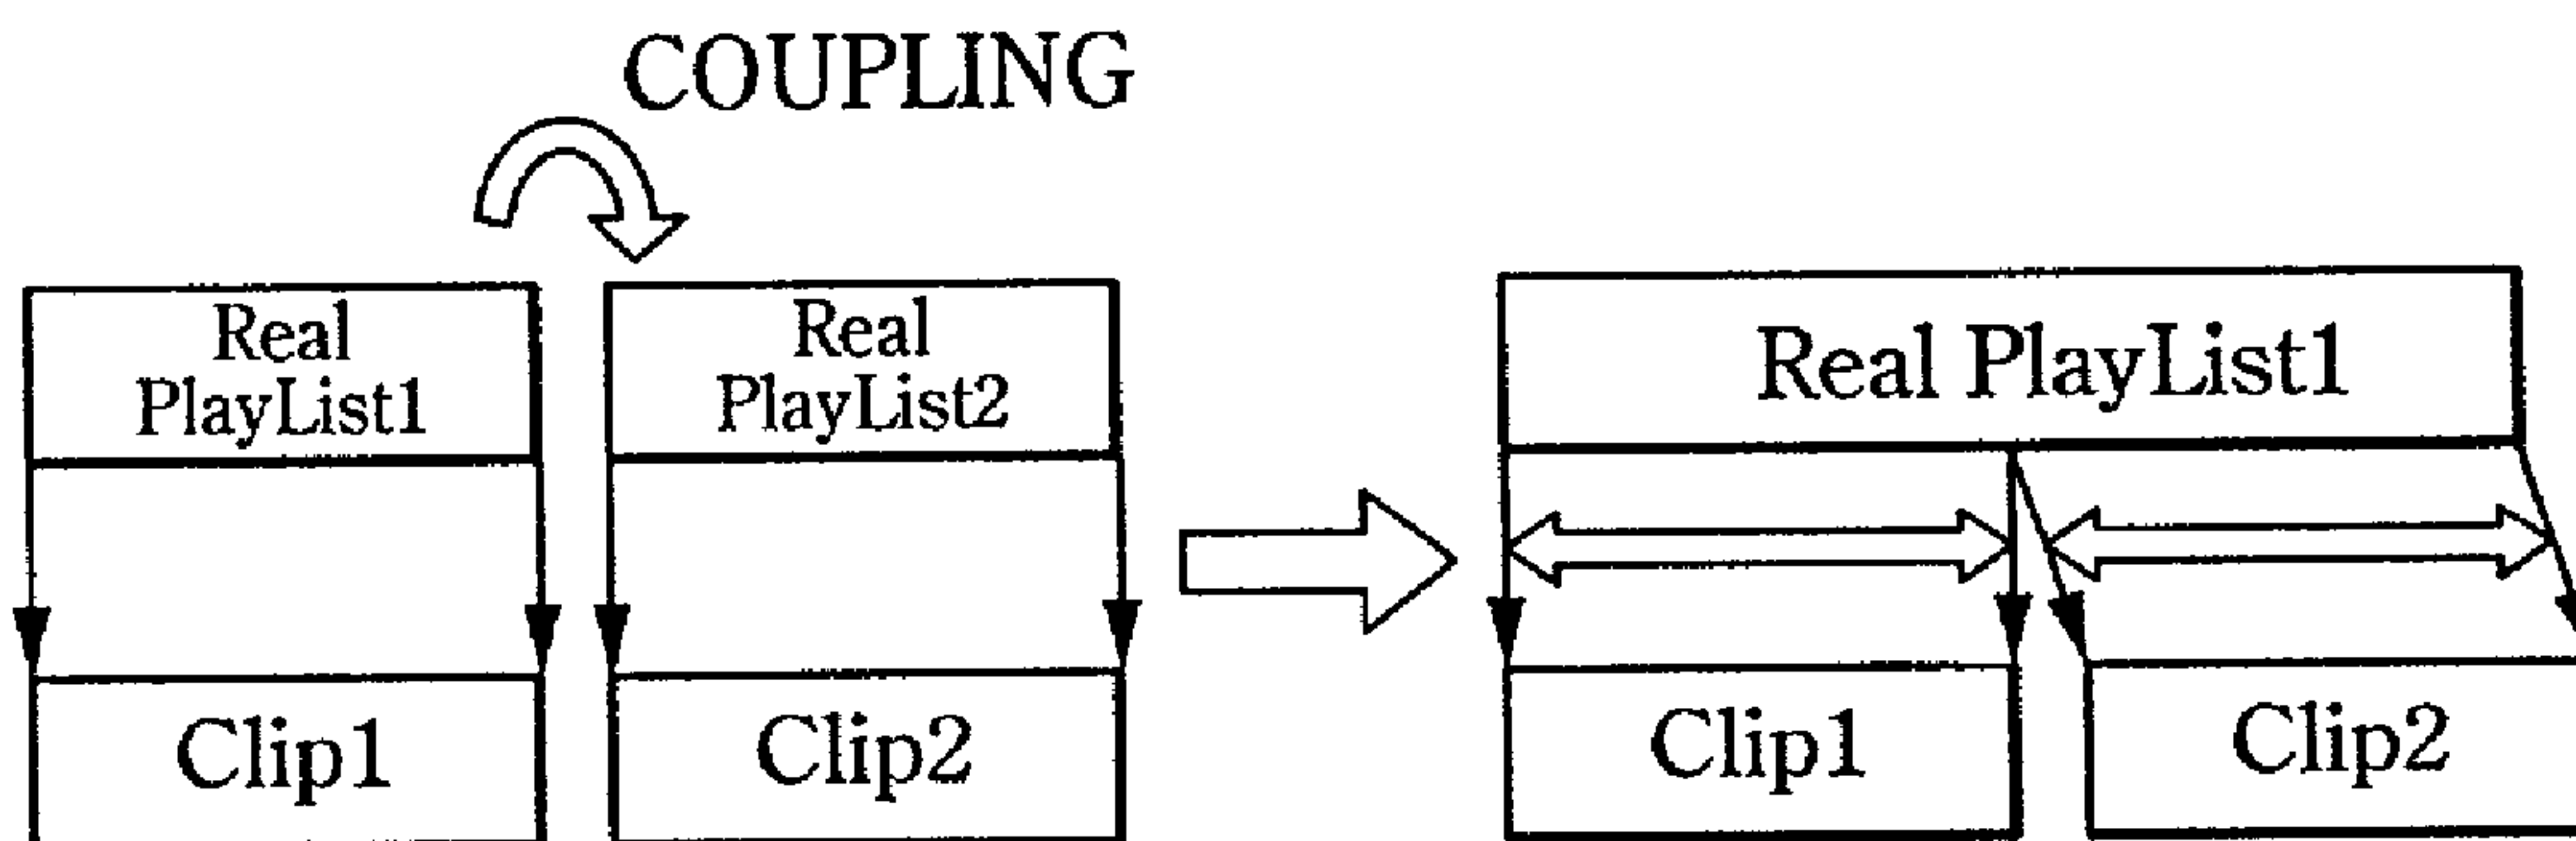 COUPLING
Real
PlayList1
Real
PlayList2
Real PlayList1
Clip1
Clip2
Clip1
Clip2